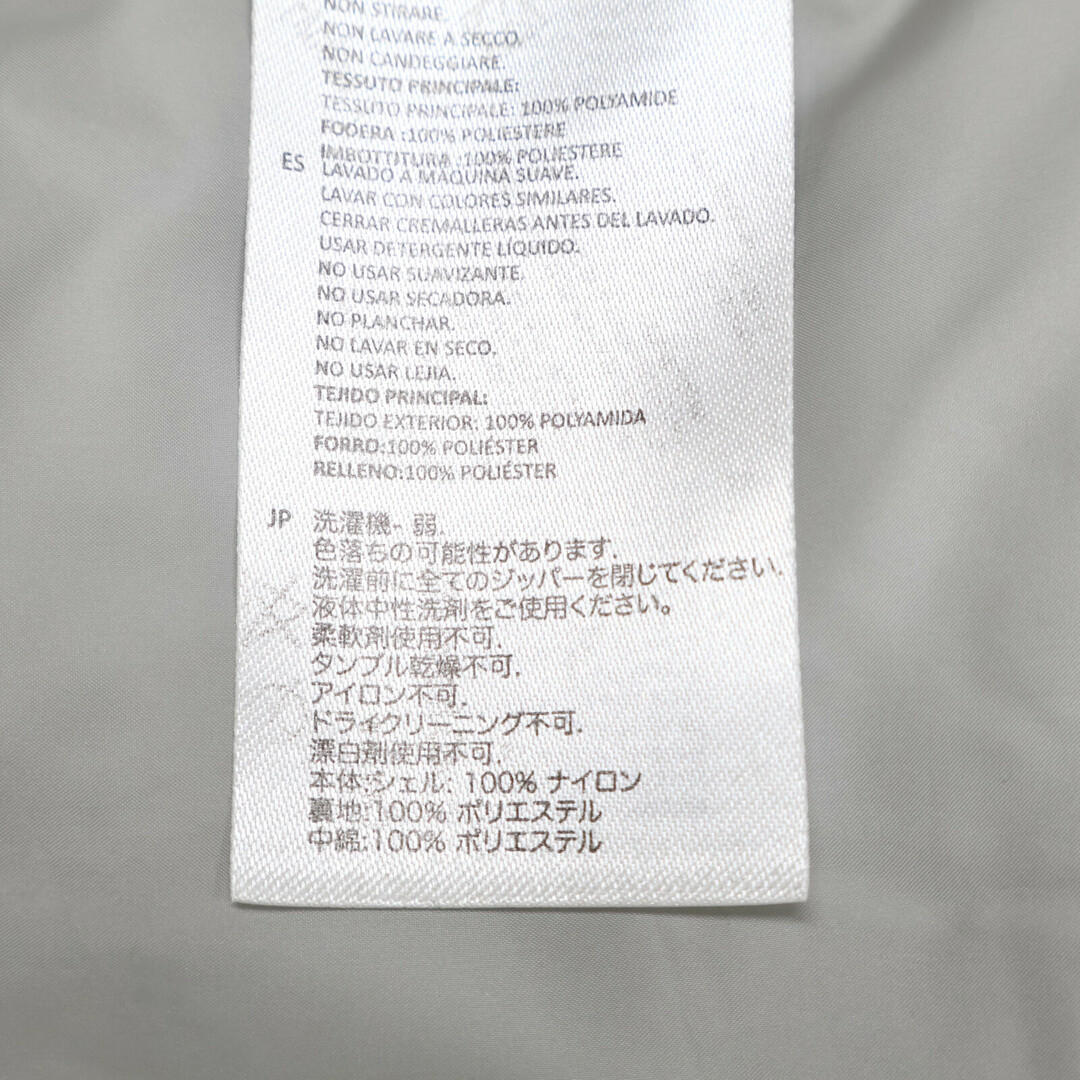 NON STIRARE.
NON LAVARE A SECCO.
NON CANDEGGIARE.
TESSUTO PRINCIPALE:
TESSUTO PRINCIPALE: 100% POLYAMIDE
FODERA :100% POLIESTERE
IMBOTTITURA :100% POLIESTERE
ES LAVADO A MÁQUINA SUAVE.
LAVAR CON COLORES SIMILARES.
CERRAR CREMALLERAS ANTES DEL LAVADO.
USAR DETERGENTE LÍQUIDO.
NO USAR SUAVIZANTE.
NO USAR SECADORA.
NO PLANCHAR.
NO LAVAR EN SECO.
NO USAR LEJIA.
TEJIDO PRINCIPAL:
TEJIDO EXTERIOR: 100% POLYAMIDA
FORRO:100% POLIÉSTER
RELLENO:100% POLIÉSTER
JP 洗濯機- 弱.
色落ちの可能性があります.
洗濯前に全てのジッパーを閉じてください.
液体中性洗剤をご使用ください。
柔軟剤使用不可.
タンブル乾燥不可.
アイロン不可.
ドライクリーニング不可.
漂白剤使用不可.
本体:シェル: 100% ナイロン
裏地:100% ポリエステル
中綿:100% ポリエステル